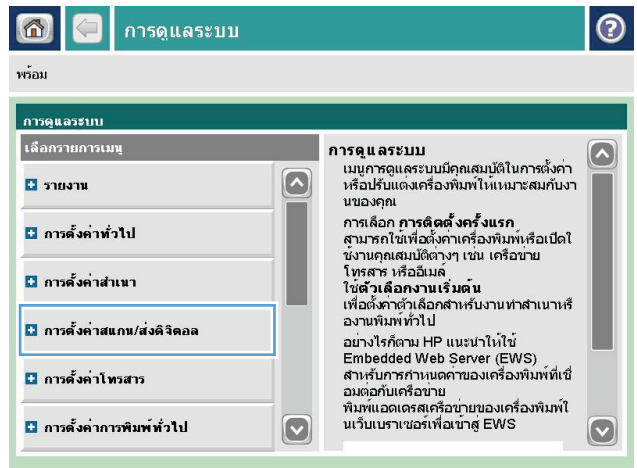 การดูแลระบบ
?
พร้อม
การดูแลระบบ
เลือกรายการเมนู
รายงาน
การตั้งค่าทั่วไป
การตั้งค่าสำเนา
การตั้งค่าสแกน/ส่งดิจิตอล
การตั้งค่าโทรสาร
การตั้งค่าการพิมพ์ทั่วไป
การดูแลระบบ
เมนูการดูแลระบบมีคุณสมบัติในการตั้งค่า
หรือปรับแต่งเครื่องพิมพ์ให้เหมาะสมกับงา
นของคุณ
การเลือก การติดตั้งครั้งแรก
สามารถใช้เพื่อตั้งค่าเครื่องพิมพ์หรือเปิดใ
ช้งานคุณสมบัติต่างๆ เช่น เครือข่าย
โทรสาร หรืออีเมล์
ใช้ตัวเลือกงานเริ่มต้น
เพื่อตั้งค่าตัวเลือกสำหรับงานทำสำเนาหรื
องานพิมพ์ทั่วไป
อย่างไรก็ตาม HP แนะนำให้ใช้
Embedded Web Server (EWS)
สำหรับการกำหนดค่าของเครื่องพิมพ์ที่เชื่
อมต่อกับเครือข่าย
พิมพ์แอดเดรสเครือข่ายของเครื่องพิมพ์ใ
นเว็บเบราเซอร์เพื่อเข้าสู่ EWS